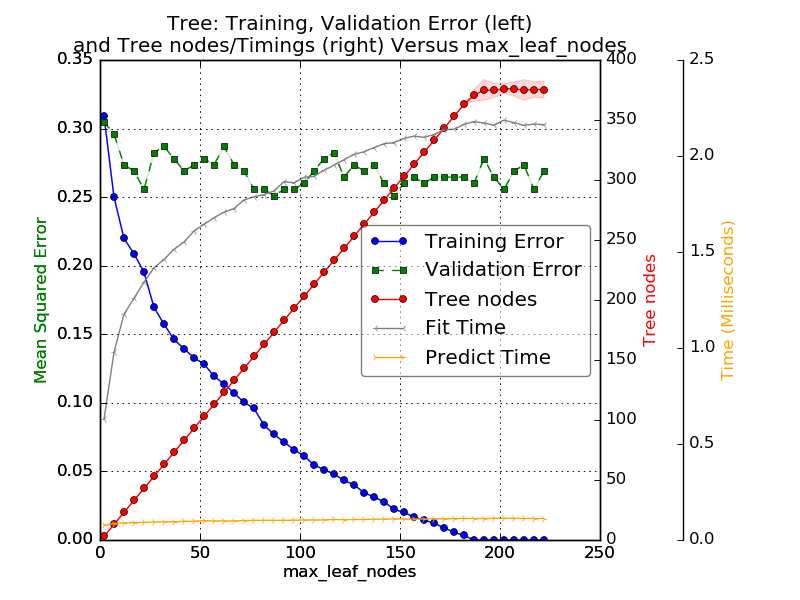 Tree: Training, Validation Error (left)
and Tree nodes/Timings (right) Versus max_leaf_nodes
Mean Squared Error
0.35
0.30
0.25
0.20
0.15
0.10
0.05
0.00
0
50
100
150
200
250
max_leaf_nodes
Training Error
Validation Error
Tree nodes
Fit Time
Predict Time
400
350
300
250
200
150
100
50
0
Tree nodes
2.5
2.0
1.5
1.0
0.5
0.0
Time (Milliseconds)